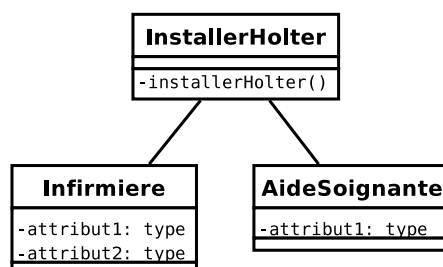 InstallerHolter
-installerHolter()
Infirmiere
-attribut1: type
-attribut2: type
AideSoignante
-attribut1: type